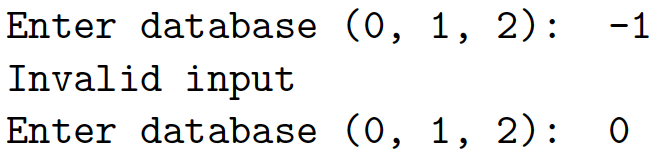 Enter database (0, 1, 2):  -1
Invalid input
Enter database (0, 1, 2):  0